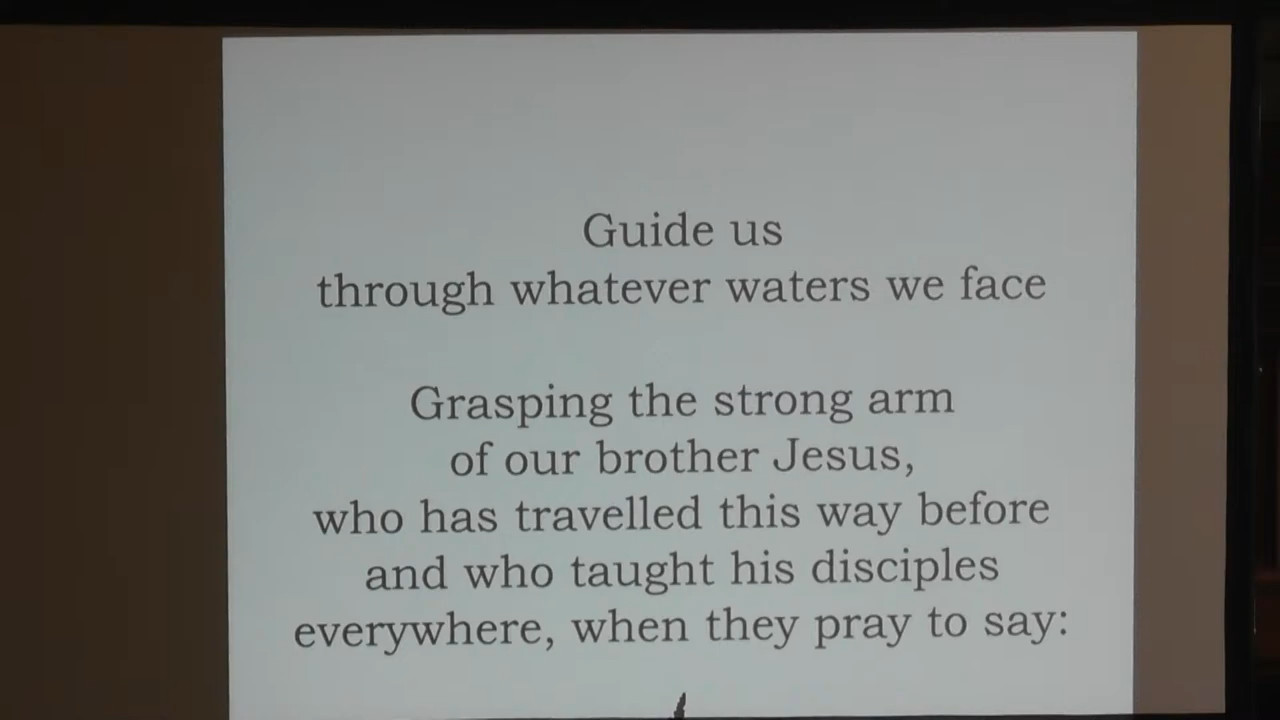 Guide us
through whatever waters we face
Grasping the strong arm
of our brother Jesus,
who has travelled this way before
and who taught his disciples
everywhere, when they pray to say: